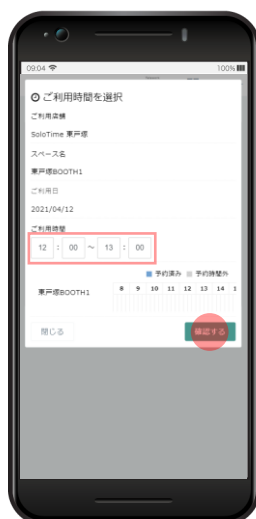 09:04 100%
ご利用時間を選択
ご利用店舗
SoloTime 東戸塚
スペース名
東戸塚BOOTH1
ご利用日
2021/04/12
ご利用時間
12 : 00 ~ 13 : 00
予約済み 予約時間外
東戸塚BOOTH1 8 9 10 11 12 13 14 1
閉じる 確認する